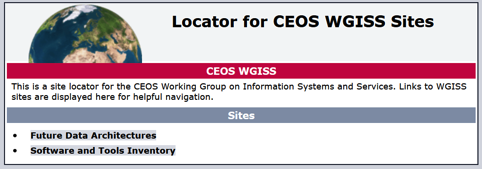 Locator for CEOS WGISS Sites
CEOS WGISS
This is a site locator for the CEOS Working Group on Information Systems and Services. Links to WGISS
sites are displayed here for helpful navigation.
Sites
• Future Data Architectures
• Software and Tools Inventory